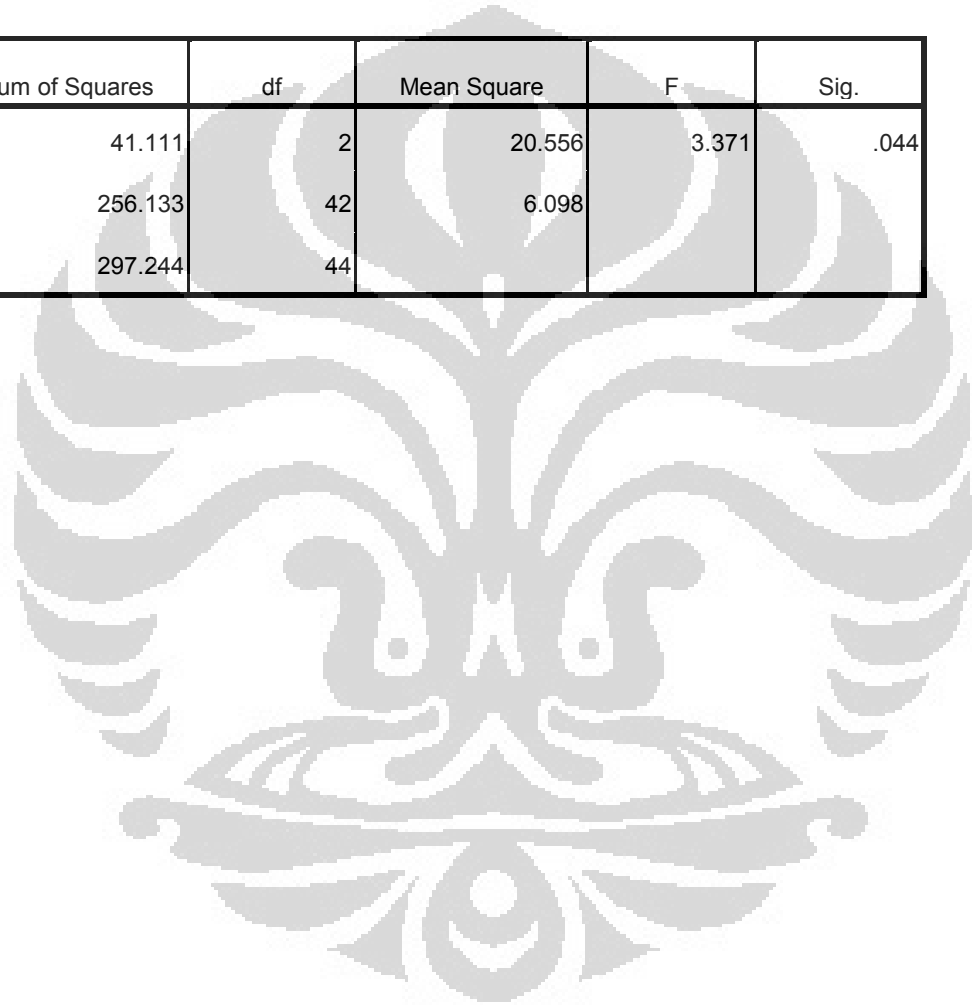 um of Squares df Mean Square F Sig.
41.111 2 20.556 3.371 .044
256.133 42 6.098
297.244 44